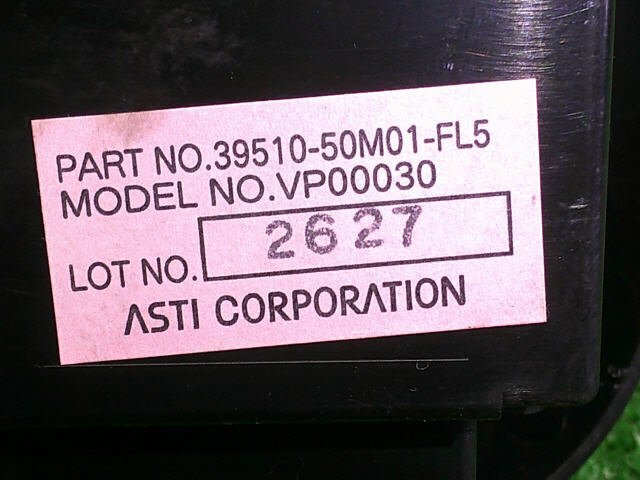 PART NO.39510-50M01-FL5
MODEL NO.VP00030
LOT NO. 2627
ASTI CORPORATION